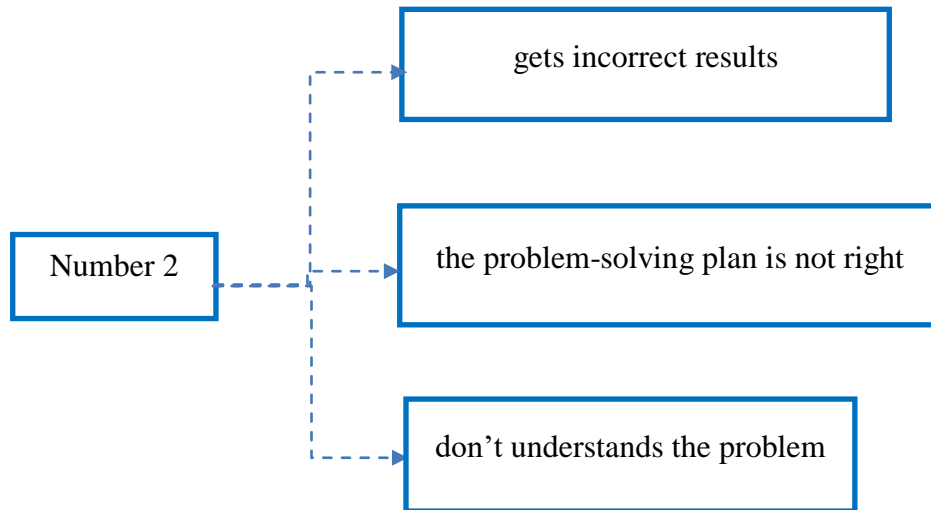 gets incorrect results
Number 2
the problem-solving plan is not right
don’t understands the problem